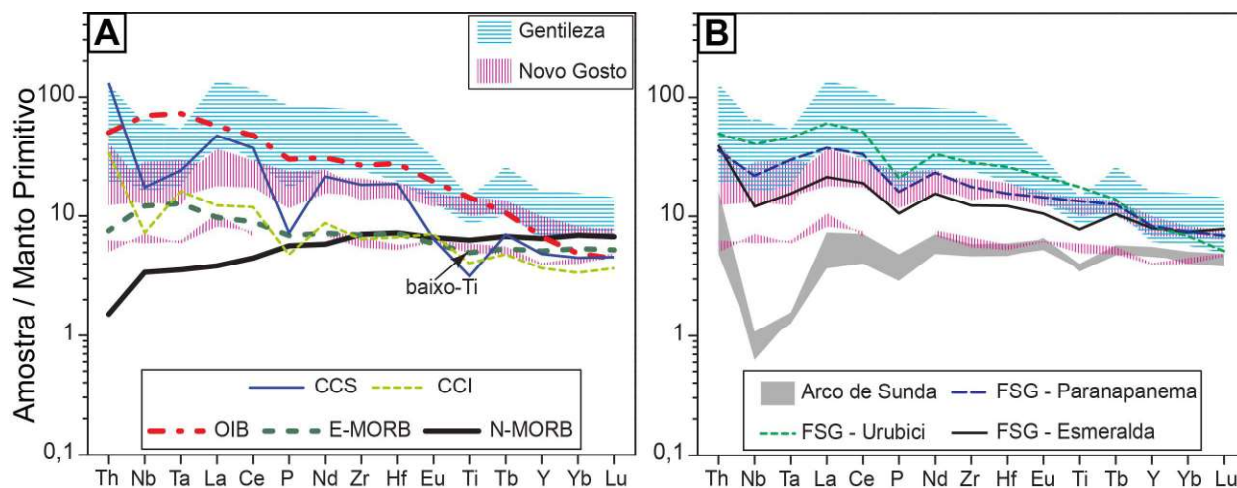 A
Gentileza
Novo Gosto
Amostra / Manto Primitivo
100
10
1
0,1
baixo-Ti
CCS
CCI
OIB
E-MORB
N-MORB
Th Nb Ta La Ce P Nd Zr Hf Eu Ti Tb Y Yb Lu
B
100
10
1
0,1
Arco de Sunda
FSG - Paranapanema
FSG - Urubici
FSG - Esmeralda
Th Nb Ta La Ce P Nd Zr Hf Eu Ti Tb Y Yb Lu